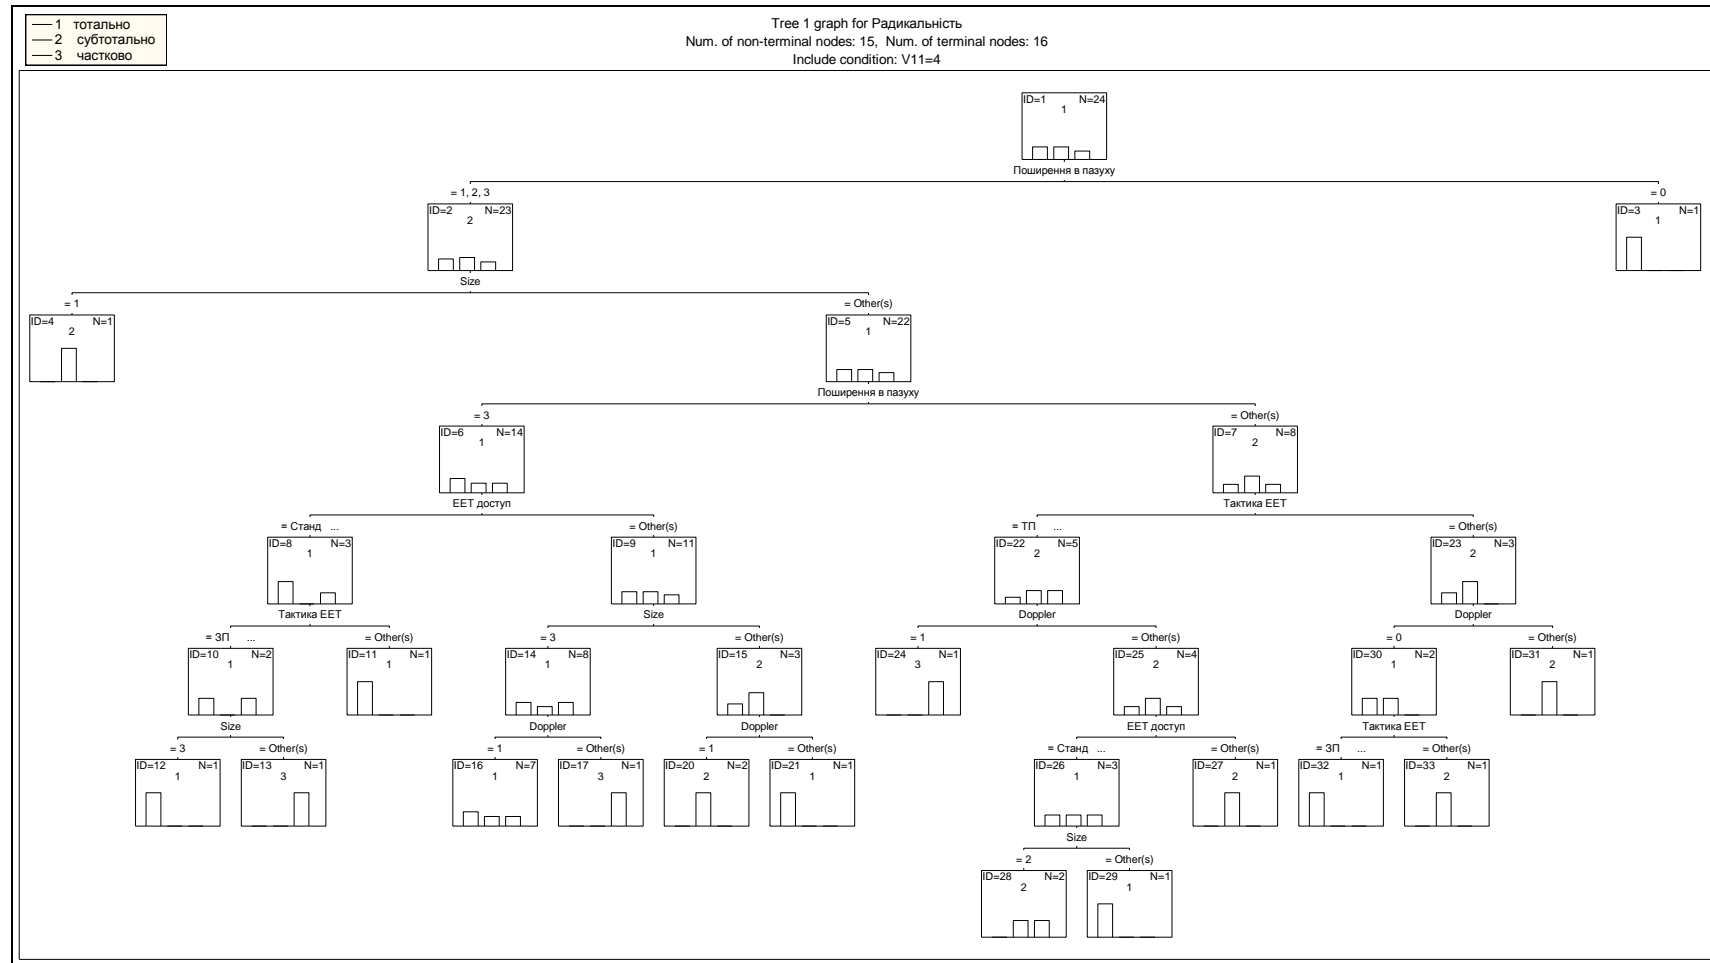 1 тотально
2 субтотально
3 частково
Tree 1 graph for Радикальність
Num. of non-terminal nodes: 15, Num. of terminal nodes: 16
Include condition: V11=4
ID=1 N=24
1
Поширення в пазуху
= 1, 2, 3
= 0
ID=2 N=23
2
ID=3 N=1
1
Size
= 1
= Other(s)
ID=4 N=1
2
ID=5 N=22
1
Поширення в пазуху
= 3
= Other(s)
ID=6 N=14
1
ID=7 N=8
2
ЕЕТ доступ
Тактика ЕЕТ
= Станд ...
= Other(s)
= ТП ...
= Other(s)
ID=8 N=3
1
ID=9 N=11
1
ID=22 N=5
2
ID=23 N=3
2
Тактика ЕЕТ
Size
Doppler
Doppler
= ЗП ...
= Other(s)
= 3
= Other(s)
= 1
= Other(s)
= 0
= Other(s)
ID=10 N=2
1
ID=11 N=1
1
ID=14 N=8
1
ID=15 N=3
2
ID=24 N=1
3
ID=25 N=4
2
ID=30 N=2
1
ID=31 N=1
2
Size
Doppler
Doppler
ЕЕТ доступ
Тактика ЕЕТ
= 3
= Other(s)
= 1
= Other(s)
= 1
= Other(s)
= Станд ...
= Other(s)
= ЗП ...
= Other(s)
ID=12 N=1
1
ID=13 N=1
3
ID=16 N=7
1
ID=17 N=1
3
ID=20 N=2
2
ID=21 N=1
1
ID=26 N=3
1
ID=27 N=1
2
ID=32 N=1
1
ID=33 N=1
2
Size
= 2
= Other(s)
ID=28 N=2
2
ID=29 N=1
1